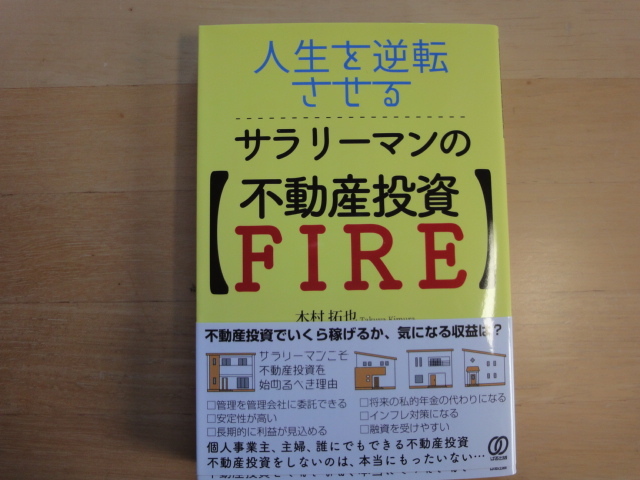 人生を逆転
させる
サラリーマンの
【不動産投資
FIRE】
木村拓也 Takuya Kimura
不動産投資でいくら稼げるか、気になる収益は?
サラリーマンこそ
不動産投資を
始めるべき理由
□管理を管理会社に委託できる
□安定性が高い
□長期的に利益が見込める
□将来の私的年金の代わりになる
□インフレ対策になる
□融資を受けやすい
個人事業主、主婦、誰にでもできる不動産投資
不動産投資をしないのは、本当にもったいない…
ぱる出版